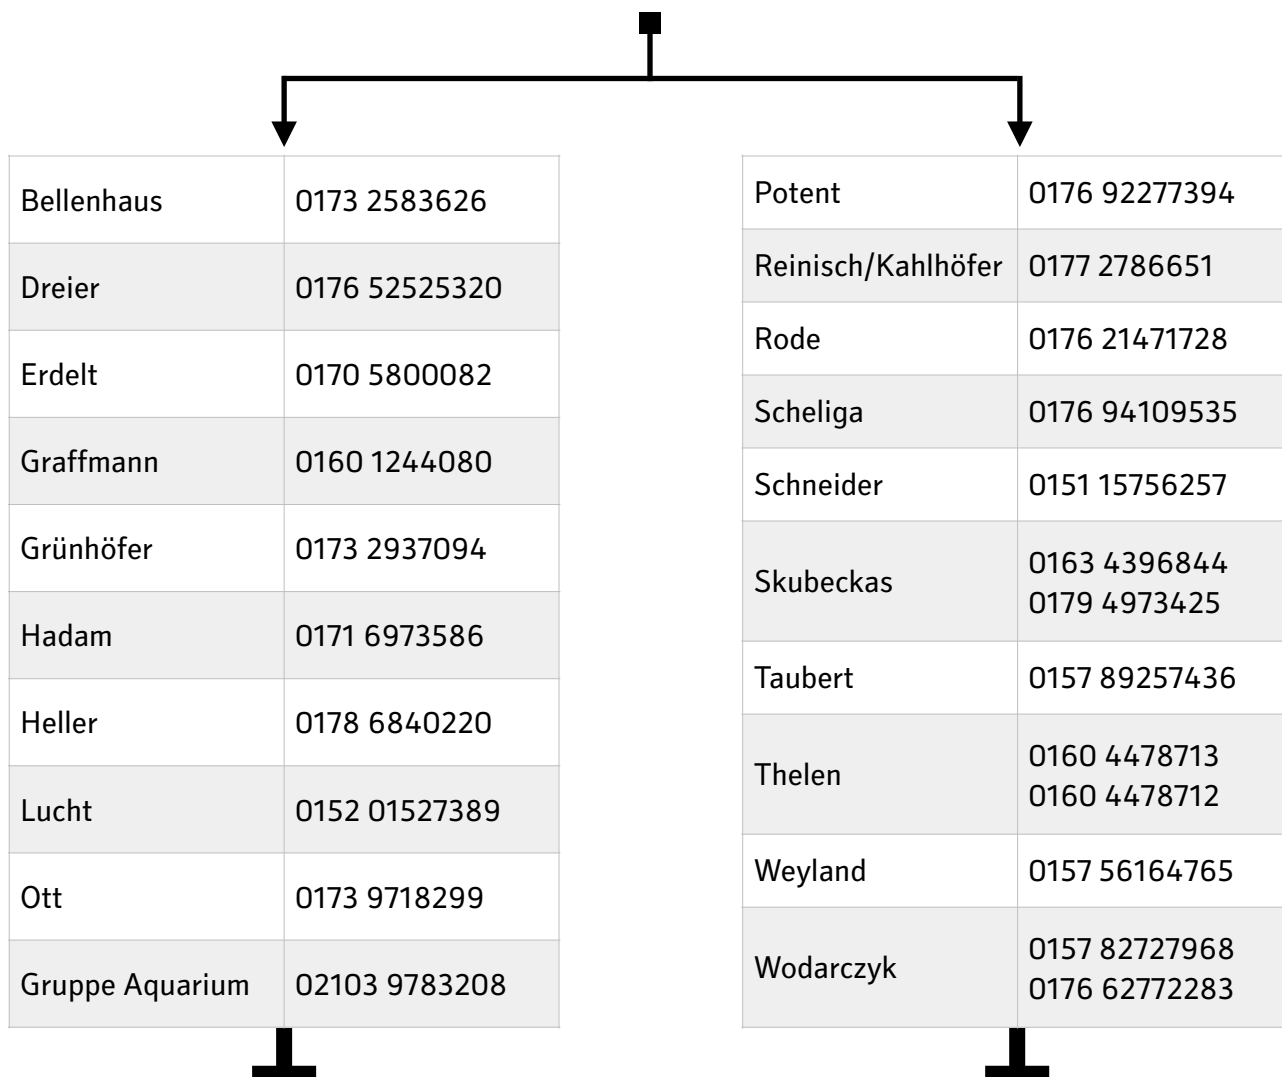 Bellenhaus 0173 2583626
Dreier 0176 52525320
Erdelt 0170 5800082
Graffmann 0160 1244080
Grünhöfer 0173 2937094
Hadam 0171 6973586
Heller 0178 6840220
Lucht 0152 01527389
Ott 0173 9718299
Gruppe Aquarium 02103 9783208
Potent 0176 92277394
Reinisch/Kahlhöfer 0177 2786651
Rode 0176 21471728
Scheliga 0176 94109535
Schneider 0151 15756257
Skubeckas 0163 4396844
0179 4973425
Taubert 0157 89257436
Thelen 0160 4478713
0160 4478712
Weyland 0157 56164765
Wodarczyk 0157 82727968
0176 62772283